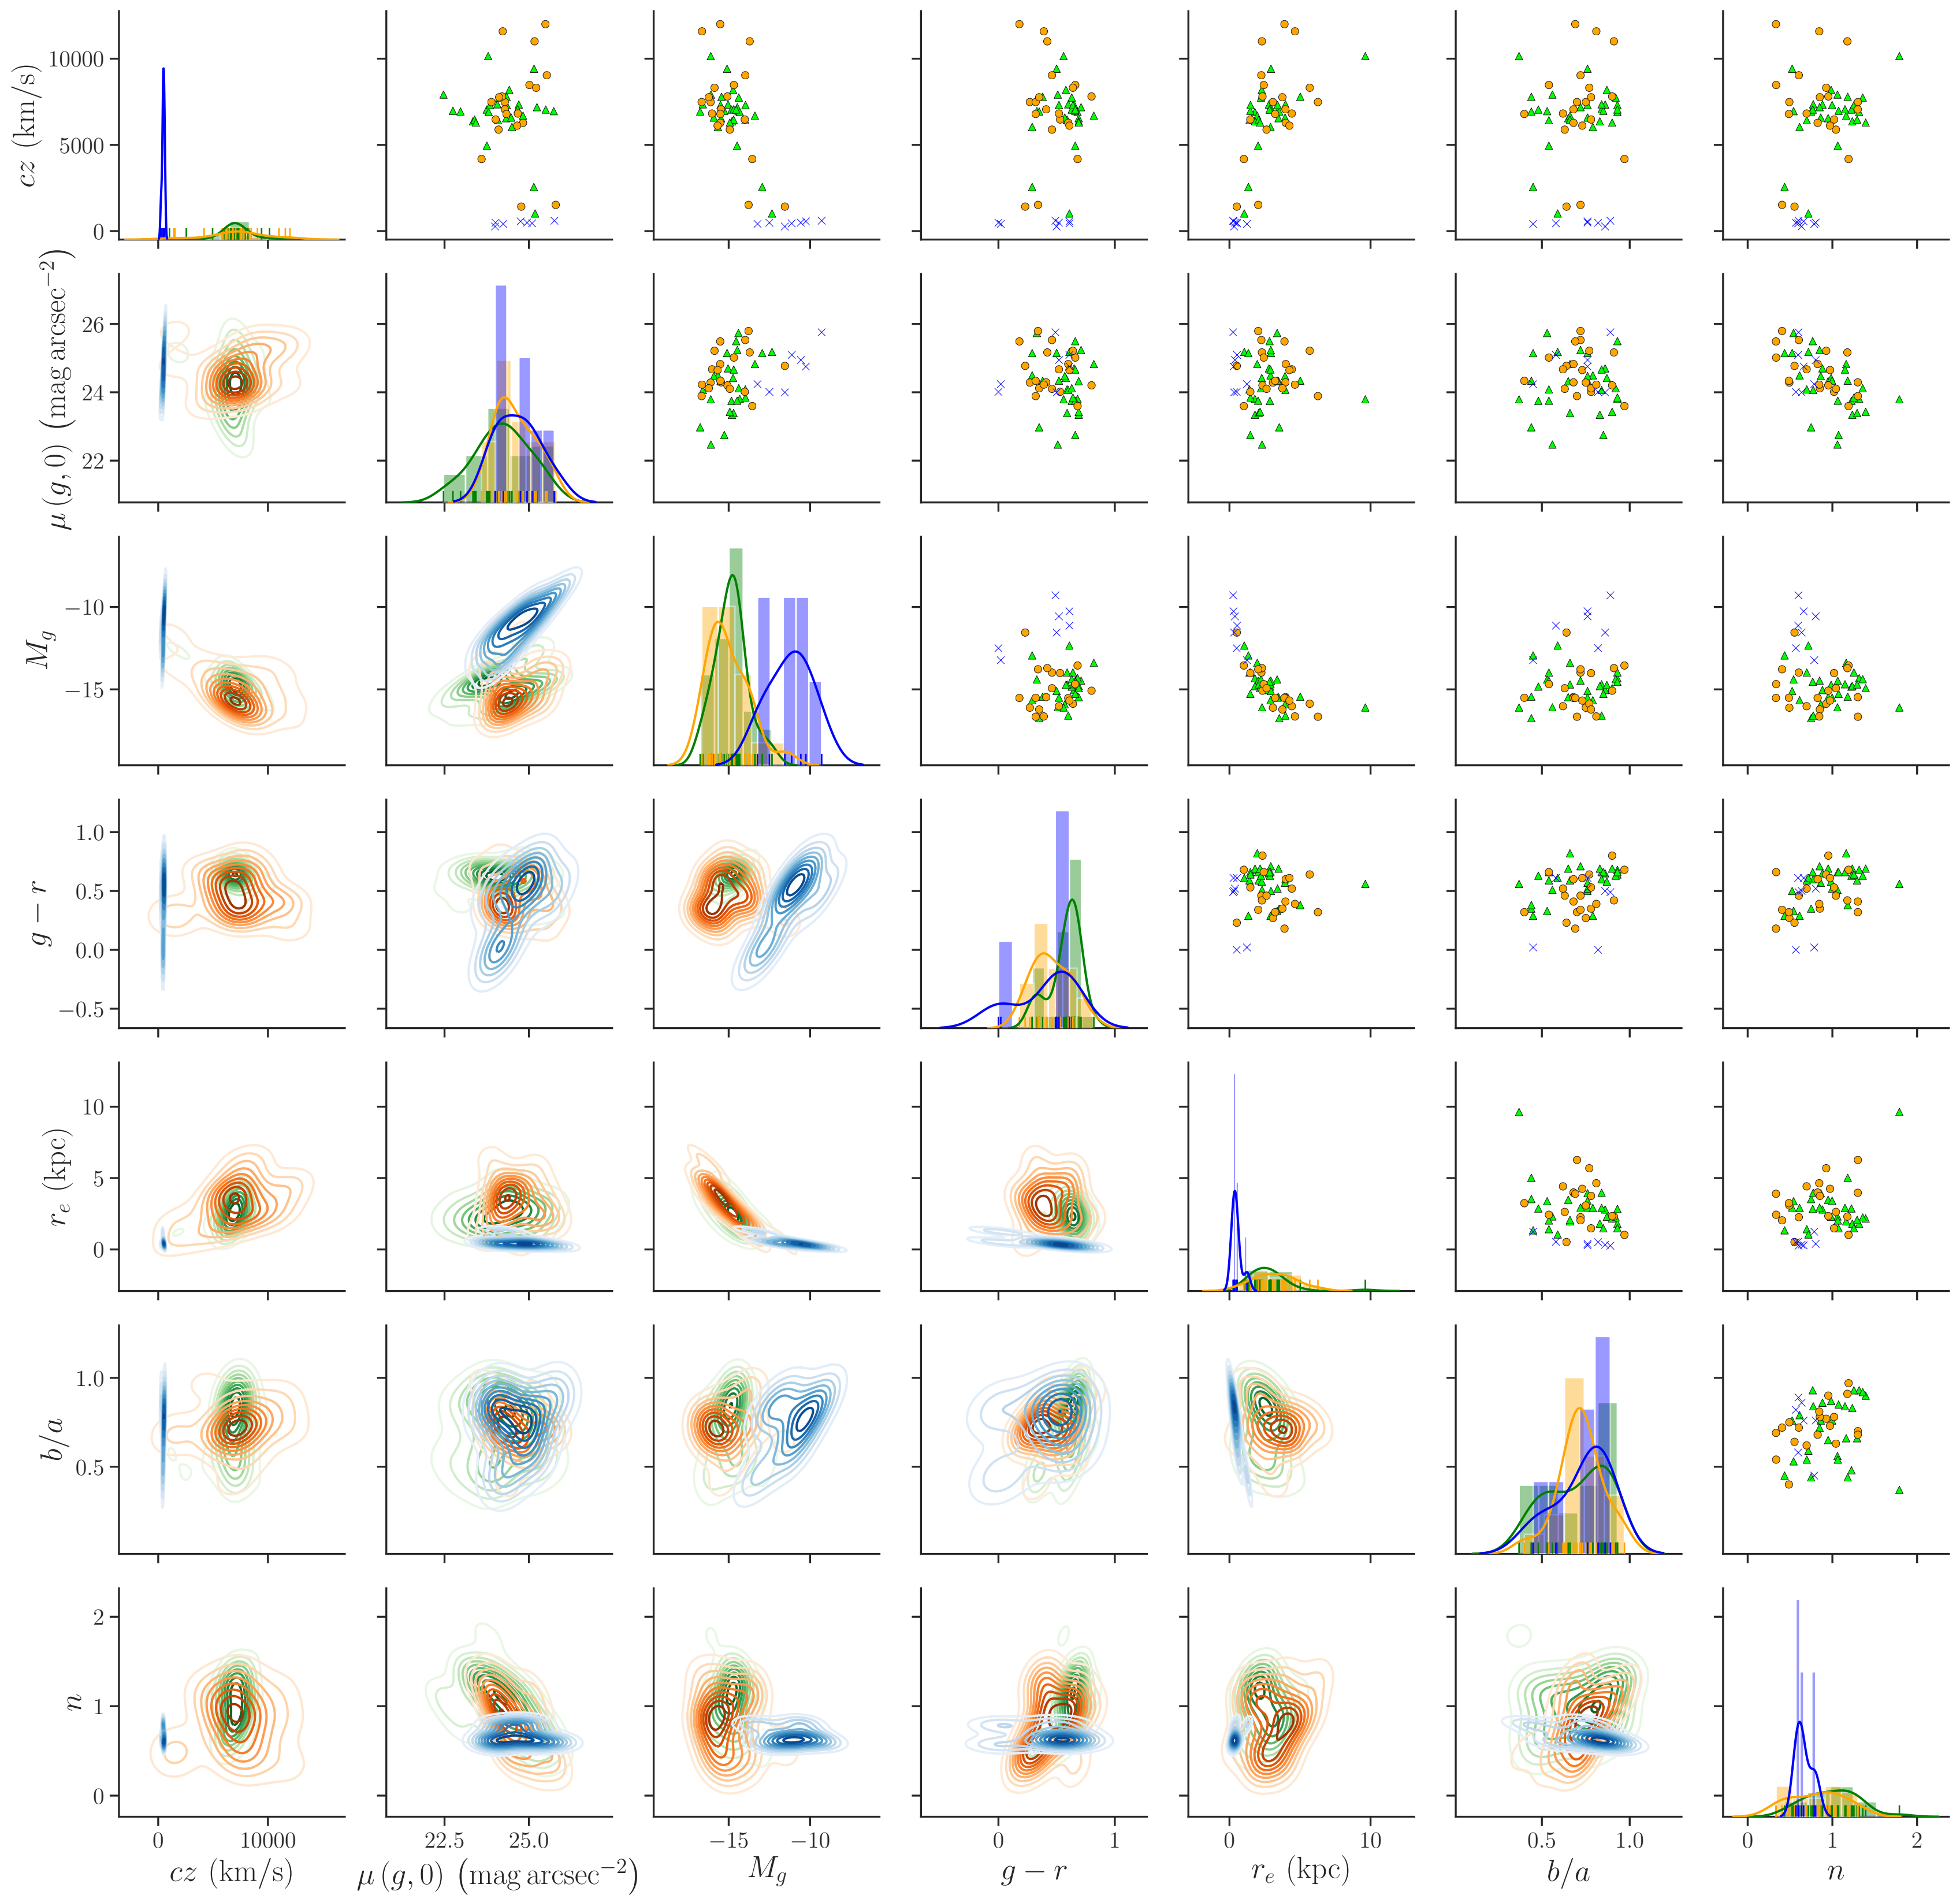 10000
5000
0
cz (km/s)
26
24
22
μ (g, 0) (mag arcsec⁻²)
−10
−15
M_g
1.0
0.5
0.0
−0.5
g − r
10
5
0
r_e (kpc)
1.0
0.5
b/a
2
1
0
n
0 10000
22.5 25.0
−15 −10
0 1
0 10
0.5 1.0
0 1 2
cz (km/s)
μ (g, 0) (mag arcsec⁻²)
M_g
g − r
r_e (kpc)
b/a
n